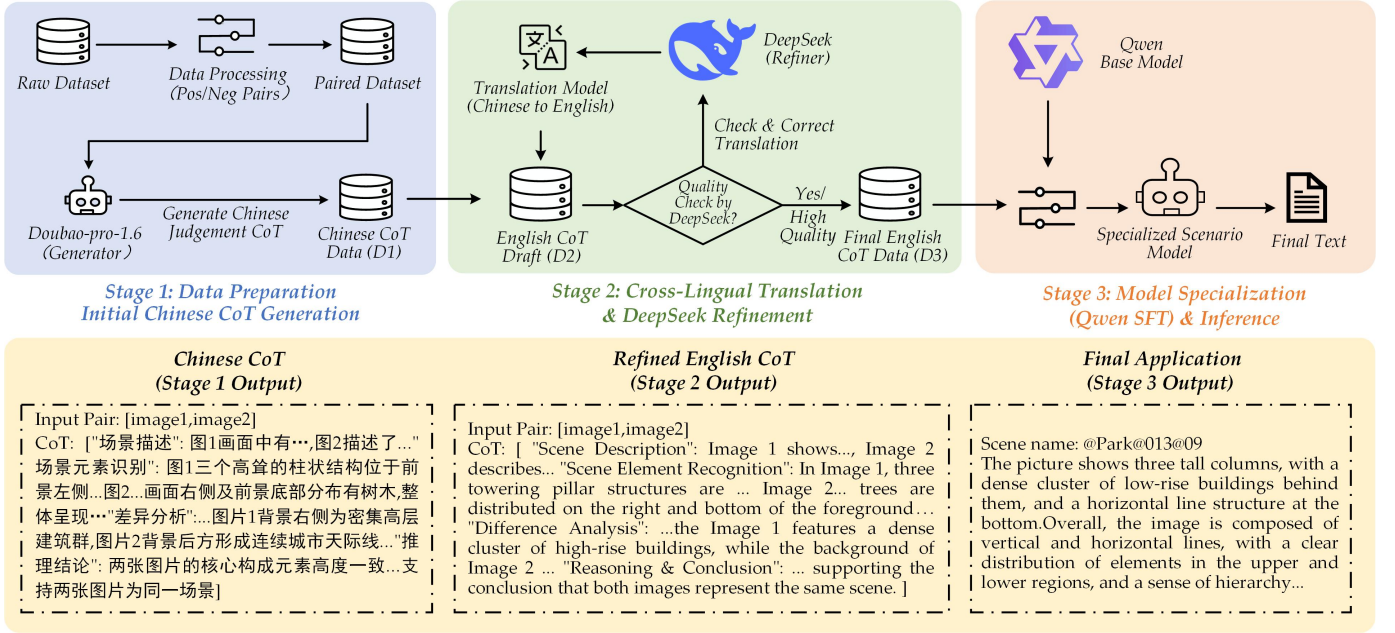 Raw Dataset
Data Processing
(Pos/Neg Pairs）
Paired Dataset
Doubao-pro-1.6
(Generator）
Generate Chinese
Judgement CoT
Chinese CoT
Data (D1)
Stage 1: Data Preparation
Initial Chinese CoT Generation
文
A
Translation Model
(Chinese to English)
DeepSeek
(Refiner)
Check & Correct
Translation
English CoT
Draft (D2)
Quality
Check by
DeepSeek?
Yes/
High
Quality
Final English
CoT Data (D3)
Stage 2: Cross-Lingual Translation
& DeepSeek Refinement
Qwen
Base Model
Specialized Scenario
Model
Final Text
Stage 3: Model Specialization
(Qwen SFT) & Inference
Chinese CoT
(Stage 1 Output)
Input Pair: [image1,image2]
CoT: ["场景描述": 图1画面中有⋯,图2描述了..."
场景元素识别": 图1三个高耸的柱状结构位于前
景左侧...图2...画面右侧及前景底部分布有树木,整
体呈现⋯"差异分析":...图片1背景右侧为密集高层
建筑群,图片2背景后方形成连续城市天际线..."推
理结论": 两张图片的核心构成元素高度一致...支
持两张图片为同一场景]
Refined English CoT
(Stage 2 Output)
Input Pair: [image1,image2]
CoT: [ "Scene Description": Image 1 shows..., Image 2
describes... "Scene Element Recognition": In Image 1, three
towering pillar structures are ... Image 2... trees are
distributed on the right and bottom of the foreground…
"Difference Analysis": ...the Image 1 features a dense
cluster of high-rise buildings, while the background of
Image 2 ... "Reasoning & Conclusion": ... supporting the
conclusion that both images represent the same scene. ]
Final Application
(Stage 3 Output)
Scene name: @Park@013@09
The picture shows three tall columns, with a
dense cluster of low-rise buildings behind
them, and a horizontal line structure at the
bottom.Overall, the image is composed of
vertical and horizontal lines, with a clear
distribution of elements in the upper and
lower regions, and a sense of hierarchy...